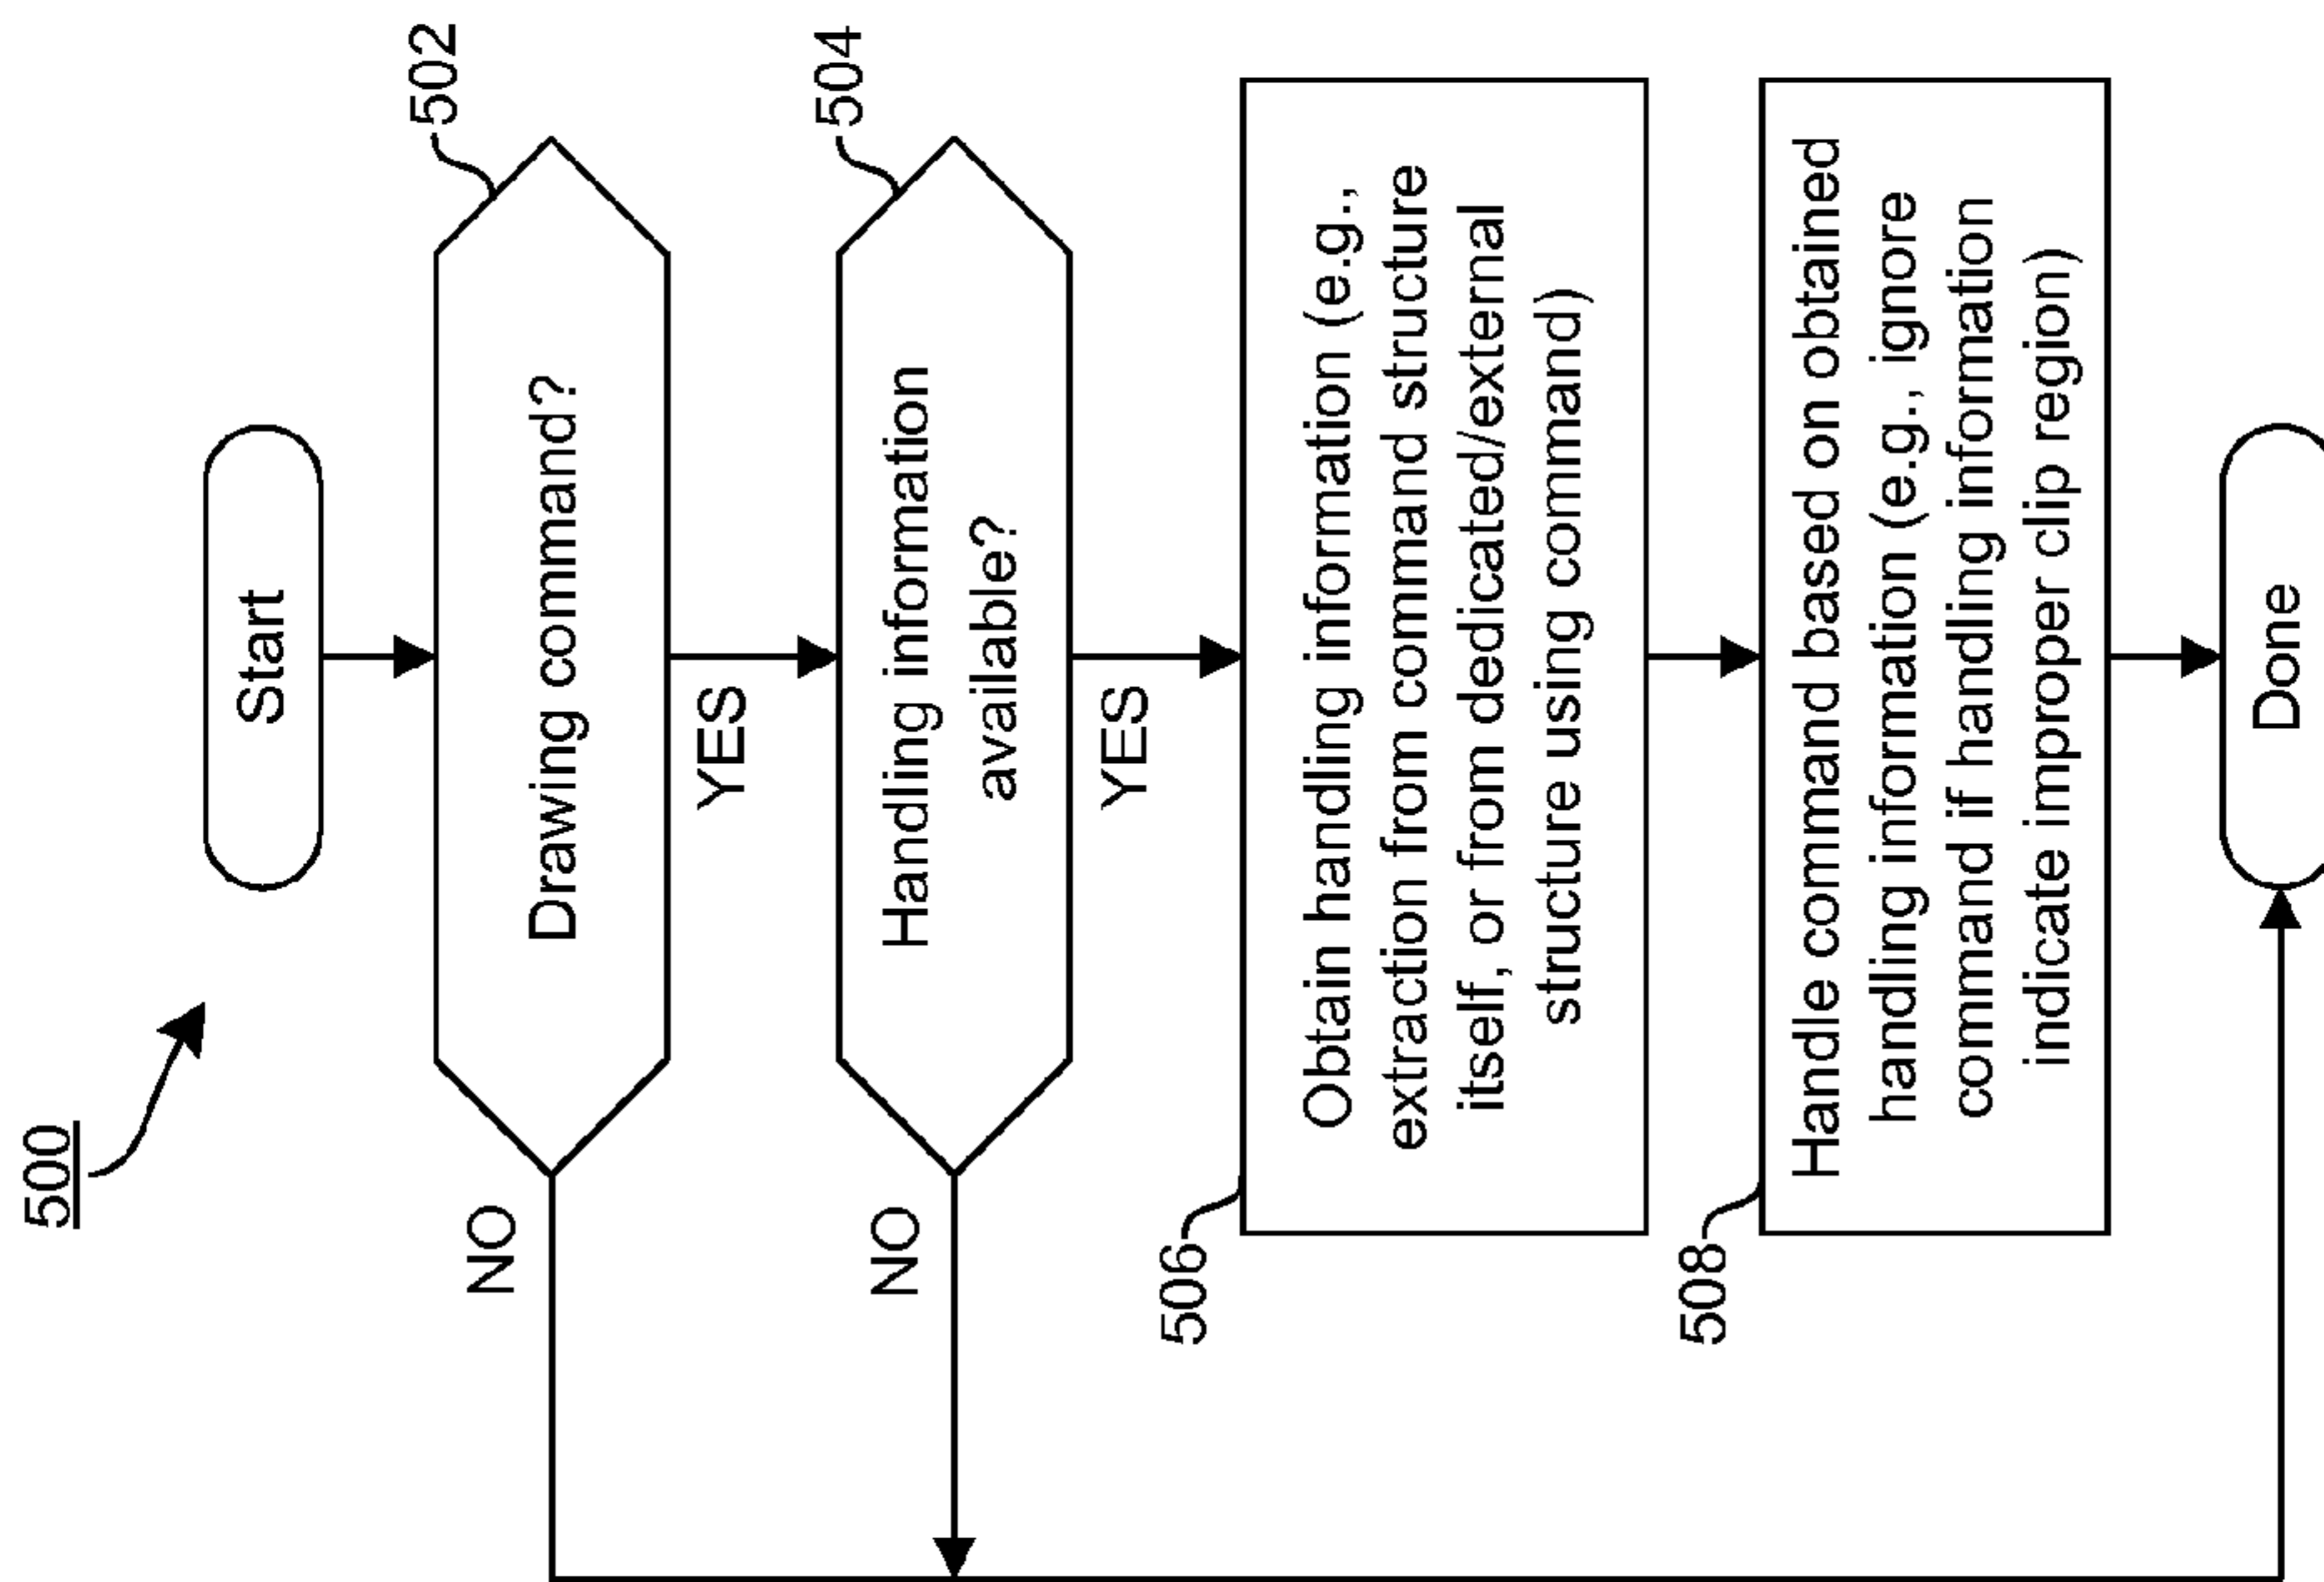 500
Start
502
Drawing command?
NO
YES
504
Handling information
available?
NO
YES
506
Obtain handling information (e.g.,
extraction from command structure
itself, or from dedicated/external
structure using command)
508
Handle command based on obtained
handling information (e.g., ignore
command if handling information
indicate improper clip region)
Done